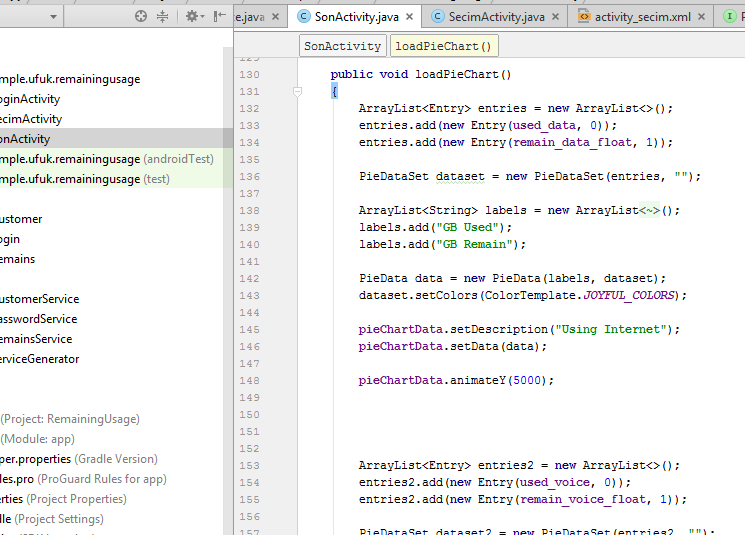 e.java × SonActivity.java × SecimActivity.java × activity_secim.xml ×
SonActivity loadPieChart()
mple.ufuk.remainingusage
oginActivity
ecimActivity
onActivity
mple.ufuk.remainingusage (androidTest)
mple.ufuk.remainingusage (test)
ustomer
ogin
emains
ustomerService
asswordService
emainsService
erviceGenerator
(Project: RemainingUsage)
(Module: app)
per.properties (Gradle Version)
les.pro (ProGuard Rules for app)
erties (Project Properties)
dle (Project Settings)
129
130 public void loadPieChart()
131 {
132 ArrayList<Entry> entries = new ArrayList<>();
133 entries.add(new Entry(used_data, 0));
134 entries.add(new Entry(remain_data_float, 1));
135
136 PieDataSet dataset = new PieDataSet(entries, "");
137
138 ArrayList<String> labels = new ArrayList<~>();
139 labels.add("GB Used");
140 labels.add("GB Remain");
141
142 PieData data = new PieData(labels, dataset);
143 dataset.setColors(ColorTemplate.JOYFUL_COLORS);
144
145 pieChartData.setDescription("Using Internet");
146 pieChartData.setData(data);
147
148 pieChartData.animateY(5000);
149
150
151
152
153 ArrayList<Entry> entries2 = new ArrayList<>();
154 entries2.add(new Entry(used_voice, 0));
155 entries2.add(new Entry(remain_voice_float, 1));
156
157 PieDataSet dataset2 = new PieDataSet(entries2, "");